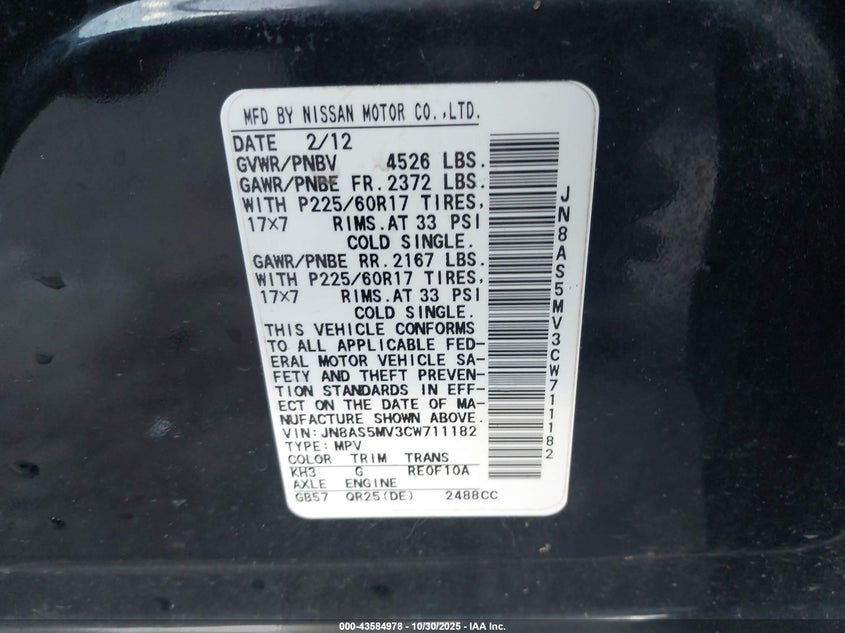 MFD BY NISSAN MOTOR CO.,LTD.
DATE 2/12
GVWR/PNBV 4526 LBS.
GAWR/PNBE FR.2372 LBS.
WITH P225/60R17 TIRES,
17×7 RIMS.AT 33 PSI
COLD SINGLE.
GAWR/PNBE RR.2167 LBS.
WITH P225/60R17 TIRES,
17×7 RIMS.AT 33 PSI
COLD SINGLE.
THIS VEHICLE CONFORMS
TO ALL APPLICABLE FED-
ERAL MOTOR VEHICLE SA-
FETY AND THEFT PREVEN-
TION STANDARDS IN EFF-
ECT ON THE DATE OF MA-
NUFACTURE SHOWN ABOVE.
VIN:JN8AS5MV3CW711182
TYPE:MPV
COLOR TRIM TRANS
KH3 G RE0F10A
AXLE ENGINE
GB57 QR25(DE) 2488CC
JN8AS5MV3CW711182
000-43584978 - 10/30/2025 - IAA Inc.